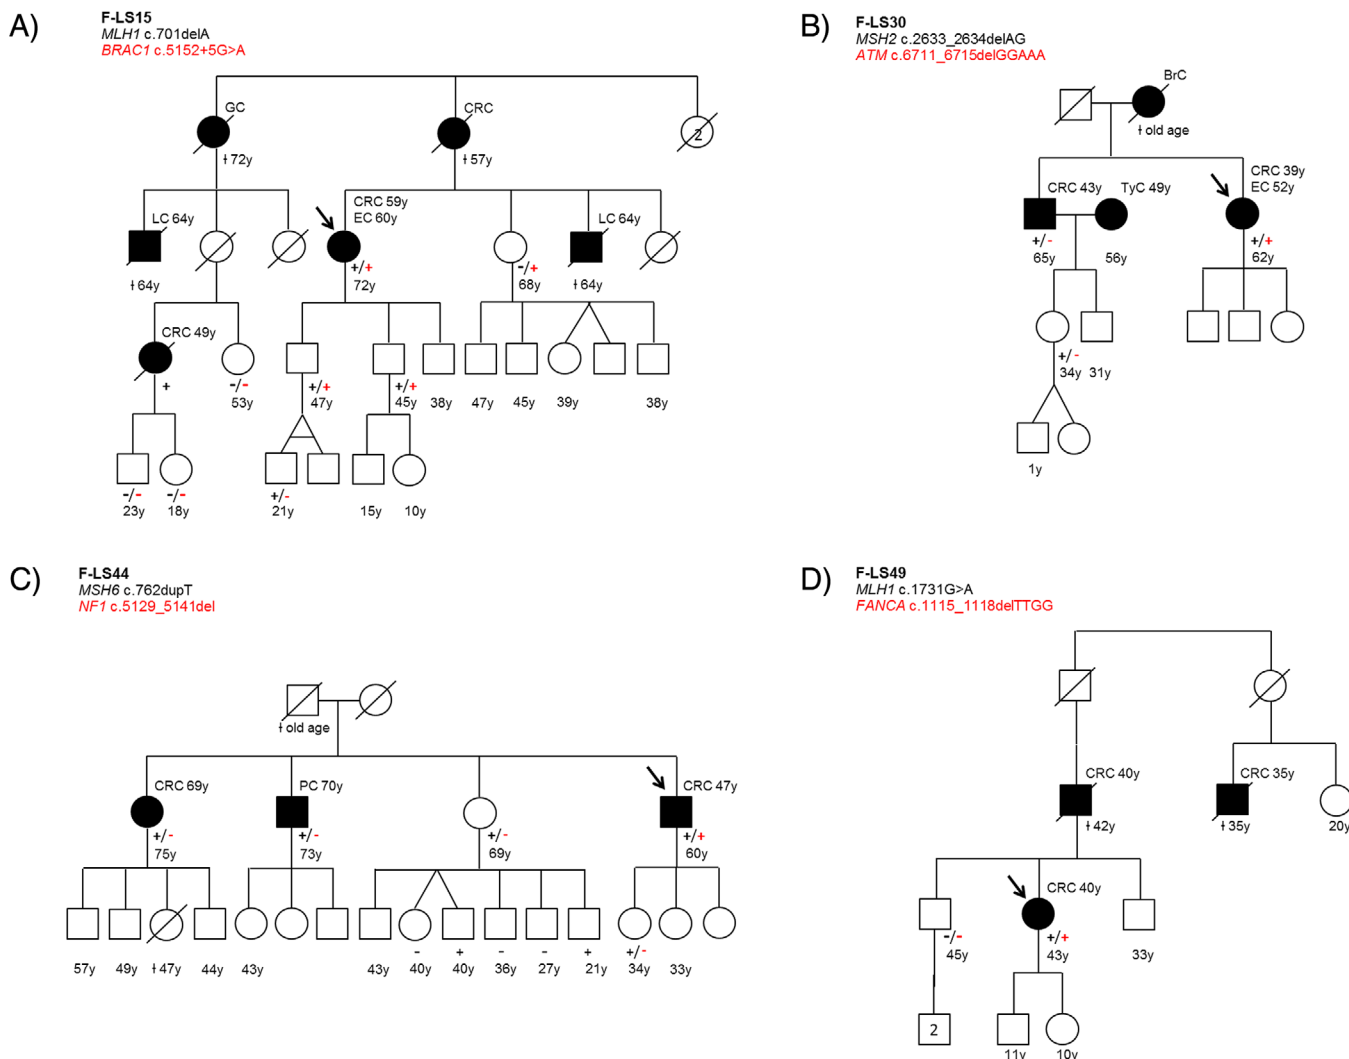 A)
F-LS15
MLH1 c.701delA
BRAC1 c.5152+5G>A
GC
CRC
2
ⱡ 72y
ⱡ 57y
LC 64y
CRC 59y
EC 60y
LC 64y
+/+
-/+
ⱡ 64y
72y
68y
ⱡ 64y
CRC 49y
+
-/-
+/+
+/+
53y
47y
45y
38y
47y
45y
39y
38y
-/-
-/-
+/-
23y
18y
21y
15y
10y
B)
F-LS30
MSH2 c.2633_2634delAG
ATM c.6711_6715delGGAAA
BrC
ⱡ old age
CRC 43y
TyC 49y
CRC 39y
EC 52y
+/-
+/+
65y
56y
62y
+/-
34y
31y
1y
C)
F-LS44
MSH6 c.762dupT
NF1 c.5129_5141del
ⱡ old age
CRC 69y
PC 70y
CRC 47y
+/-
+/-
+/-
+/+
75y
73y
69y
60y
-
+
-
-
+
+/-
57y
49y
ⱡ 47y
44y
43y
43y
40y
40y
36y
27y
21y
34y
33y
D)
F-LS49
MLH1 c.1731G>A
FANCA c.1115_1118delTTGG
CRC 40y
CRC 35y
ⱡ 42y
ⱡ 35y
20y
CRC 40y
-/-
+/+
45y
43y
33y
2
11y
10y